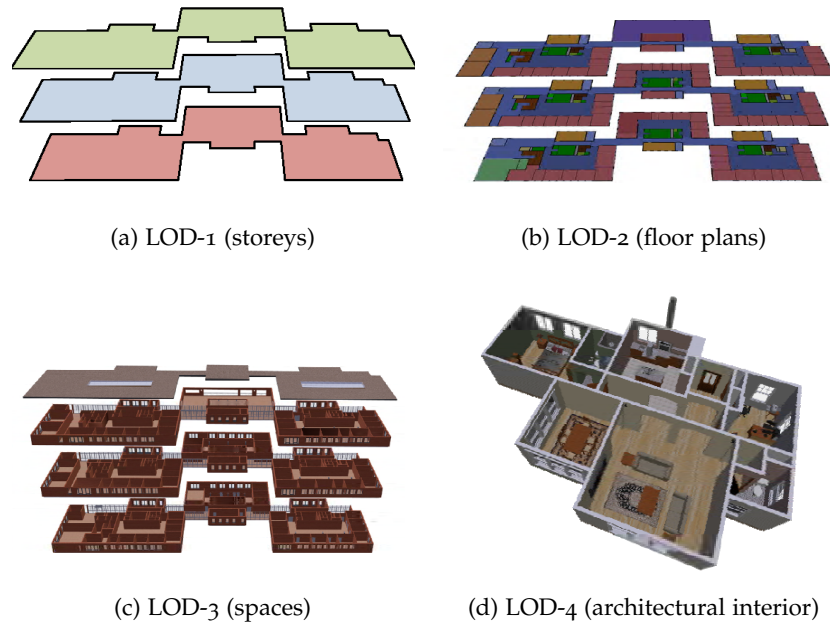 (a) LOD-1 (storeys)
(b) LOD-2 (floor plans)
(c) LOD-3 (spaces)
(d) LOD-4 (architectural interior)